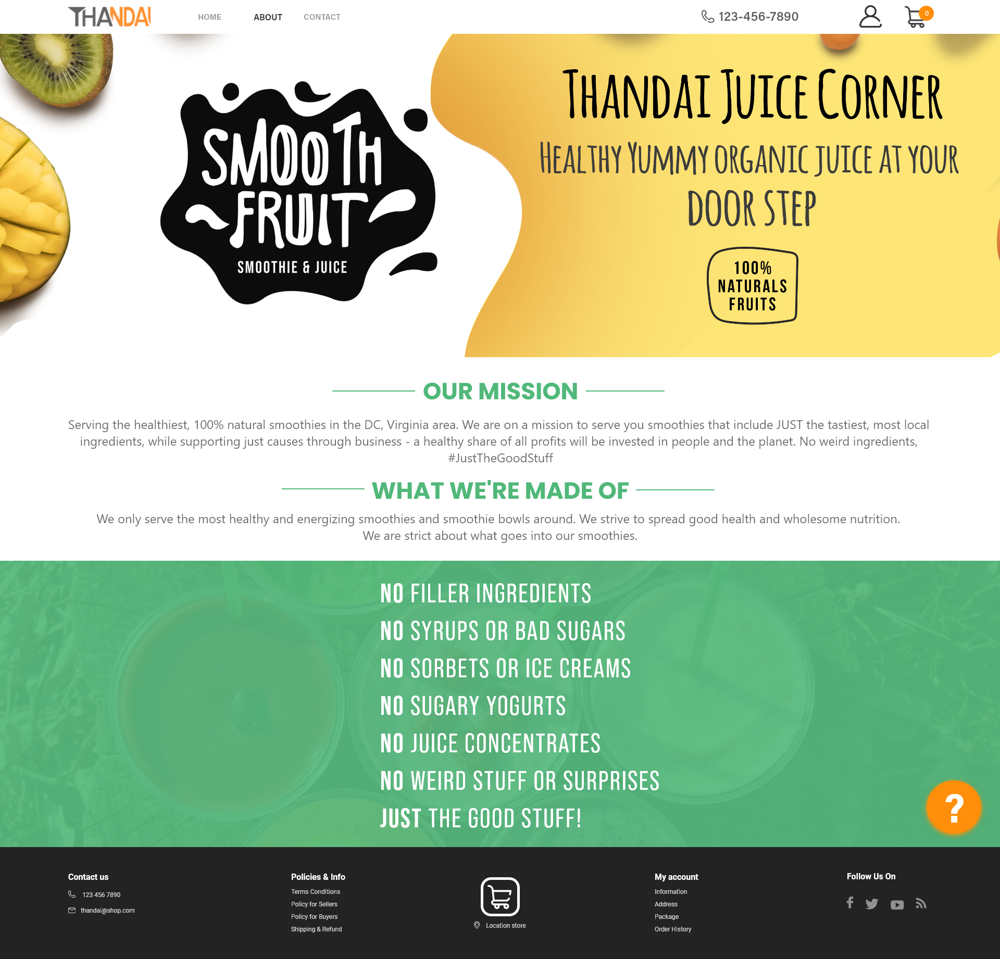 THANDAI
HOME ABOUT CONTACT
123-456-7890
0
SMOOTH
FRUIT
SMOOTHIE & JUICE
THANDAI JUICE CORNER
HEALTHY YUMMY ORGANIC JUICE AT YOUR
DOOR STEP
100%
NATURALS
FRUITS
OUR MISSION
Serving the healthiest, 100% natural smoothies in the DC, Virginia area. We are on a mission to serve you smoothies that include JUST the tastiest, most local
ingredients, while supporting just causes through business - a healthy share of all profits will be invested in people and the planet. No weird ingredients,
#JustTheGoodStuff
WHAT WE'RE MADE OF
We only serve the most healthy and energizing smoothies and smoothie bowls around. We strive to spread good health and wholesome nutrition.
We are strict about what goes into our smoothies.
NO FILLER INGREDIENTS
NO SYRUPS OR BAD SUGARS
NO SORBETS OR ICE CREAMS
NO SUGARY YOGURTS
NO JUICE CONCENTRATES
NO WEIRD STUFF OR SURPRISES
JUST THE GOOD STUFF!
?
Contact us
123 456 7890
thandai@shop.com
Policies & Info
Terms Conditions
Policy for Sellers
Policy for Buyers
Shipping & Refund
Location store
My account
Information
Address
Package
Order History
Follow Us On